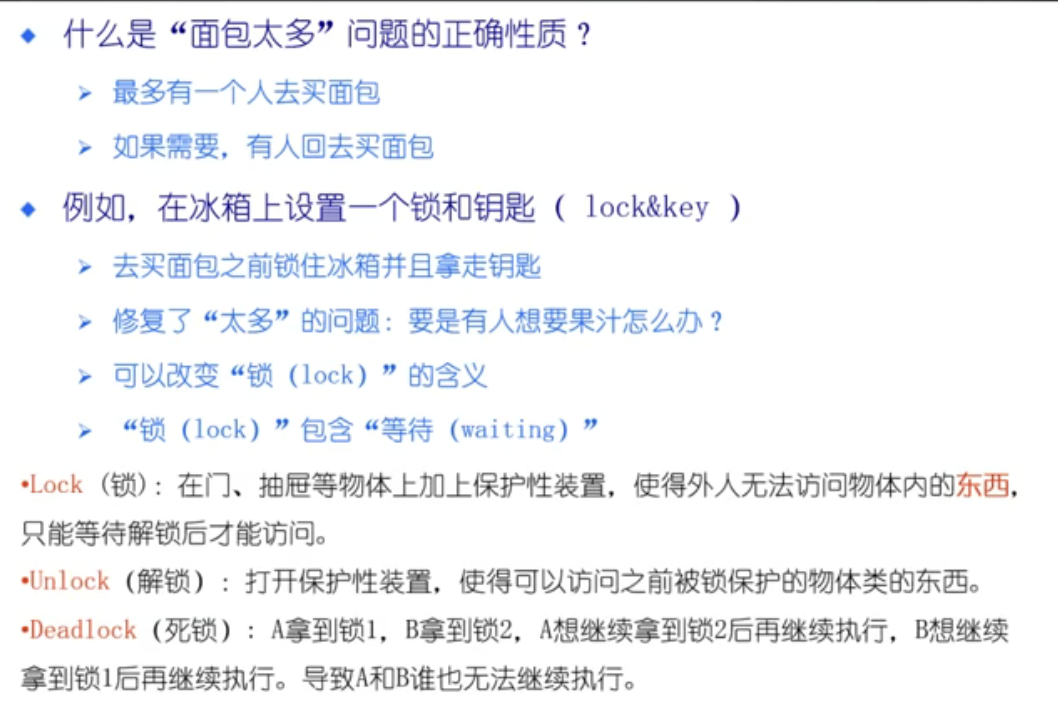 什么是“面包太多”问题的正确性质？
最多有一个人去买面包
如果需要，有人回去买面包
例如，在冰箱上设置一个锁和钥匙（ lock&key ）
去买面包之前锁住冰箱并且拿走钥匙
修复了“太多”的问题：要是有人想要果汁怎么办？
可以改变“锁（lock）”的含义
“锁（lock）”包含“等待（waiting）”
•Lock（锁）：在门、抽屉等物体上加上保护性装置，使得外人无法访问物体内的东西，
只能等待解锁后才能访问。
•Unlock（解锁）：打开保护性装置，使得可以访问之前被锁保护的物体类的东西。
•Deadlock（死锁）：A拿到锁1，B拿到锁2，A想继续拿到锁2后再继续执行，B想继续
拿到锁1后再继续执行。导致A和B谁也无法继续执行。